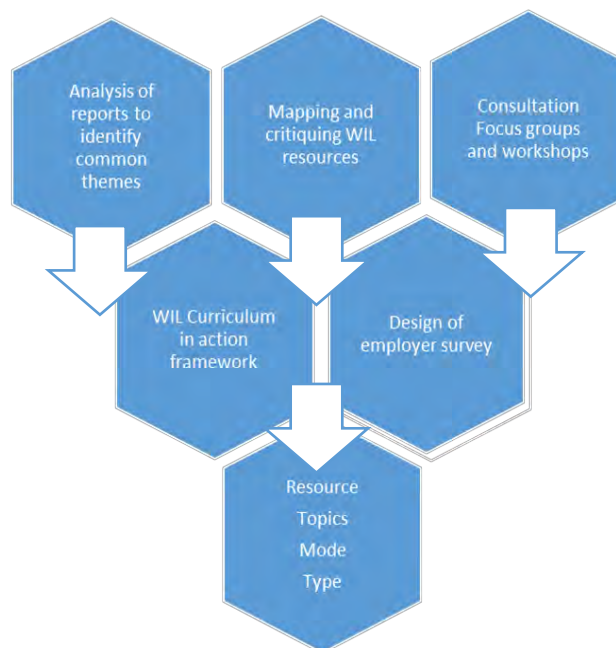 Analysis of
reports to
identify
common
themes
Mapping and
critiquing WIL
resources
Consultation
Focus groups
and workshops
WIL Curriculum
in action
framework
Design of
employer survey
Resource
Topics
Mode
Type